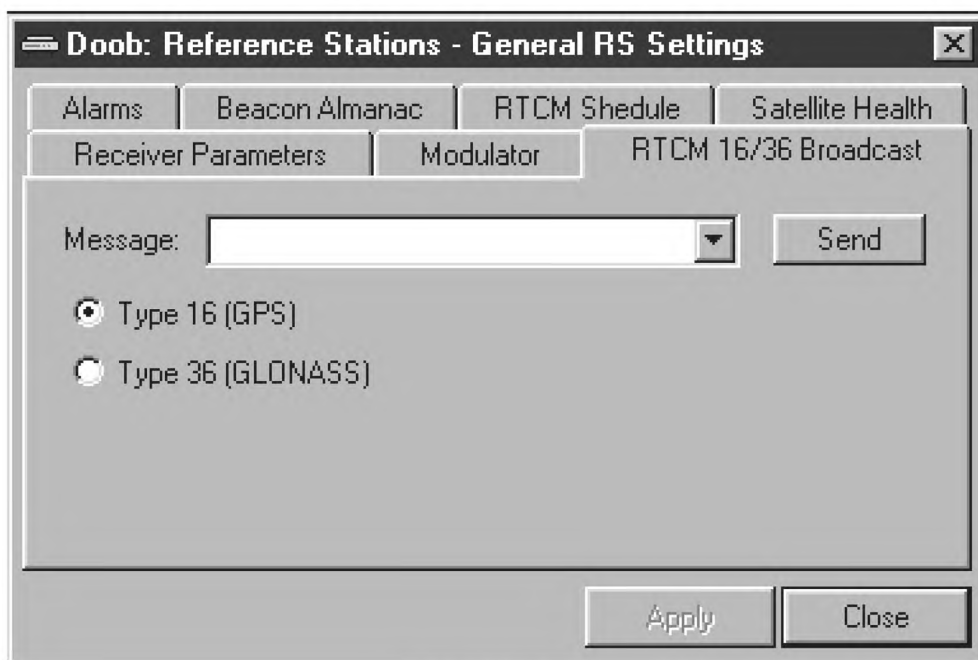 Doob: Reference Stations - General RS Settings
Alarms Beacon Almanac RTCM Shedule Satellite Health
Receiver Parameters Modulator RTCM 16/36 Broadcast
Message: Send
Type 16 (GPS)
Type 36 (GLONASS)
Apply Close